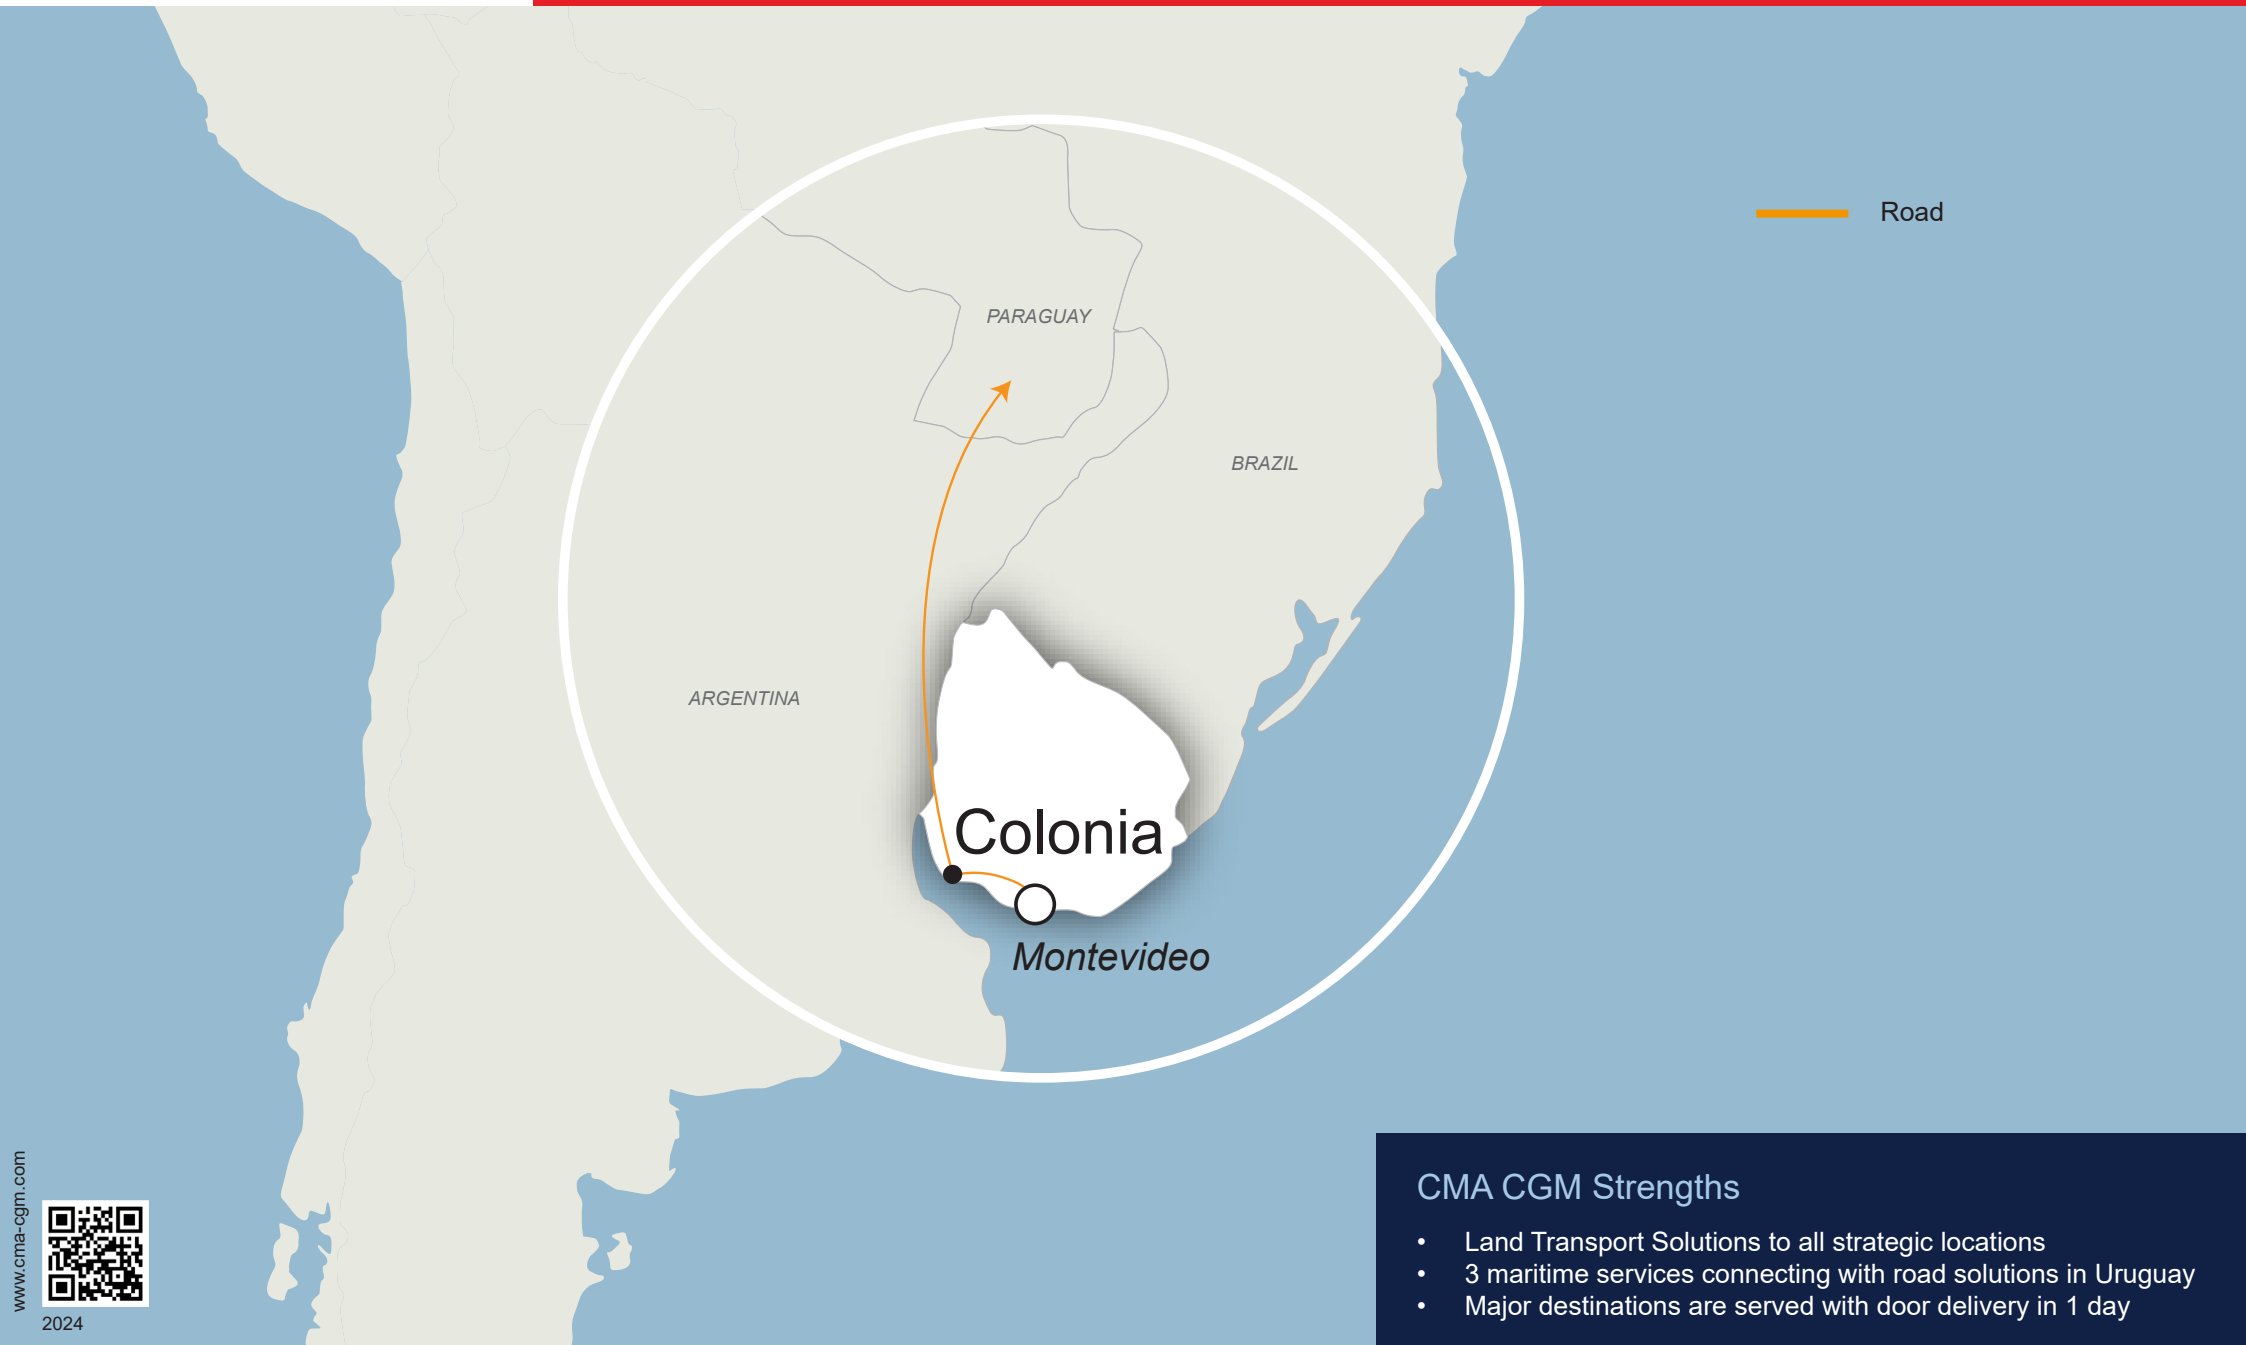 Road
PARAGUAY
BRAZIL
ARGENTINA
Colonia
Montevideo
www.cma-cgm.com
2024
CMA CGM Strengths
• Land Transport Solutions to all strategic locations
• 3 maritime services connecting with road solutions in Uruguay
• Major destinations are served with door delivery in 1 day